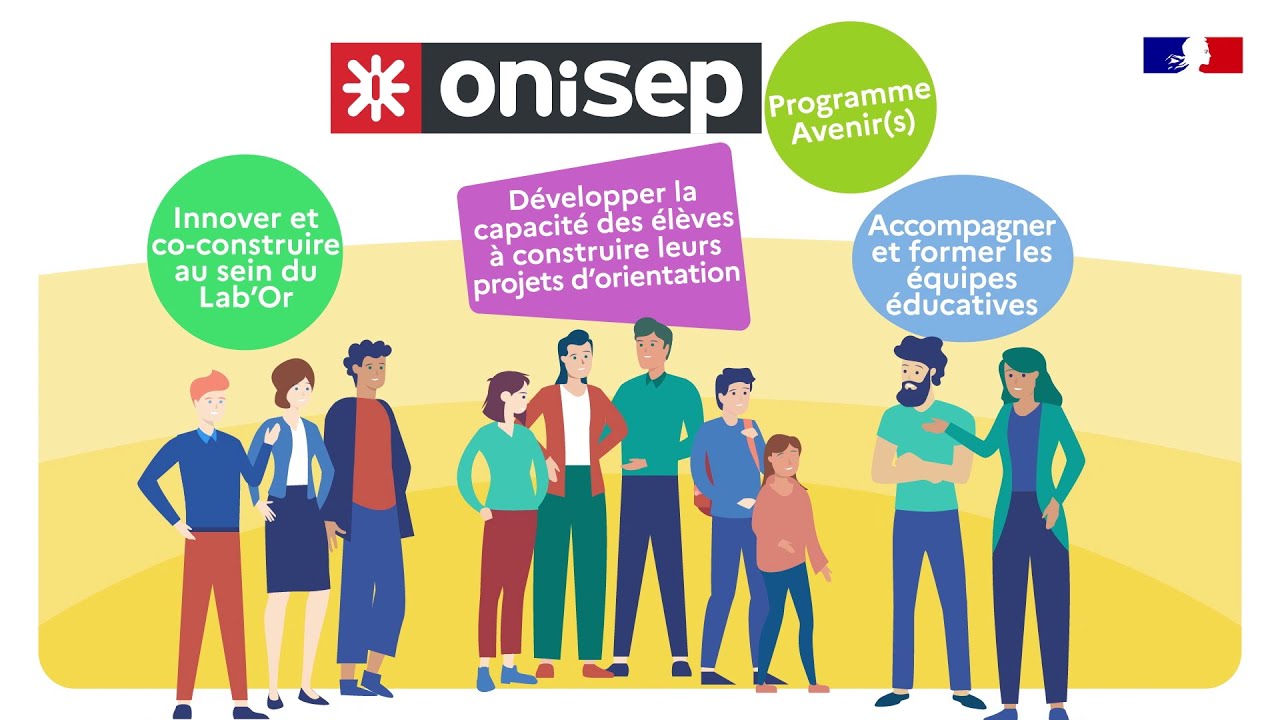 onisep
Programme
Avenir(s)
Innover et
co-construire
au sein du
Lab'Or
Développer la
capacité des élèves
à construire leurs
projets d'orientation
Accompagner
et former les
équipes
éducatives